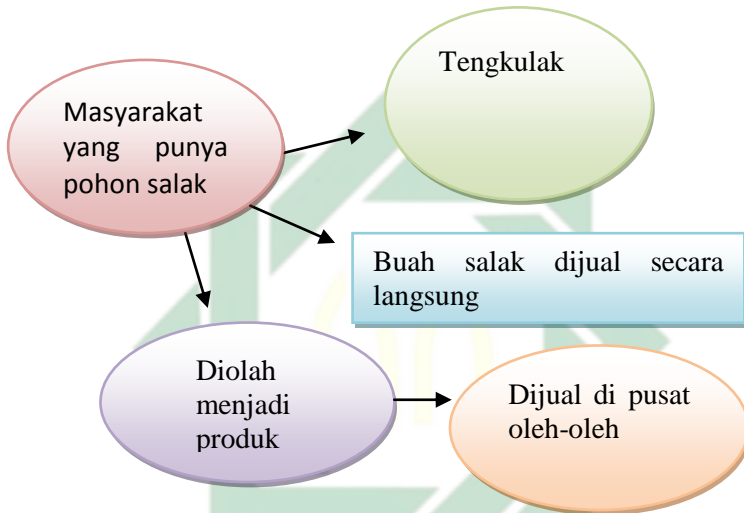 Tengkulak
Masyarakat
yang punya
pohon salak
Buah salak dijual secara
langsung
Diolah
menjadi
produk
Dijual di pusat
oleh-oleh